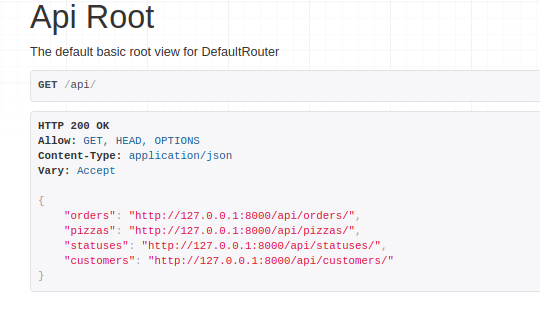 Api Root
The default basic root view for DefaultRouter
GET /api/
HTTP 200 OK
Allow: GET, HEAD, OPTIONS
Content-Type: application/json
Vary: Accept
{
    "orders": "http://127.0.0.1:8000/api/orders/",
    "pizzas": "http://127.0.0.1:8000/api/pizzas/",
    "statuses": "http://127.0.0.1:8000/api/statuses/",
    "customers": "http://127.0.0.1:8000/api/customers/"
}